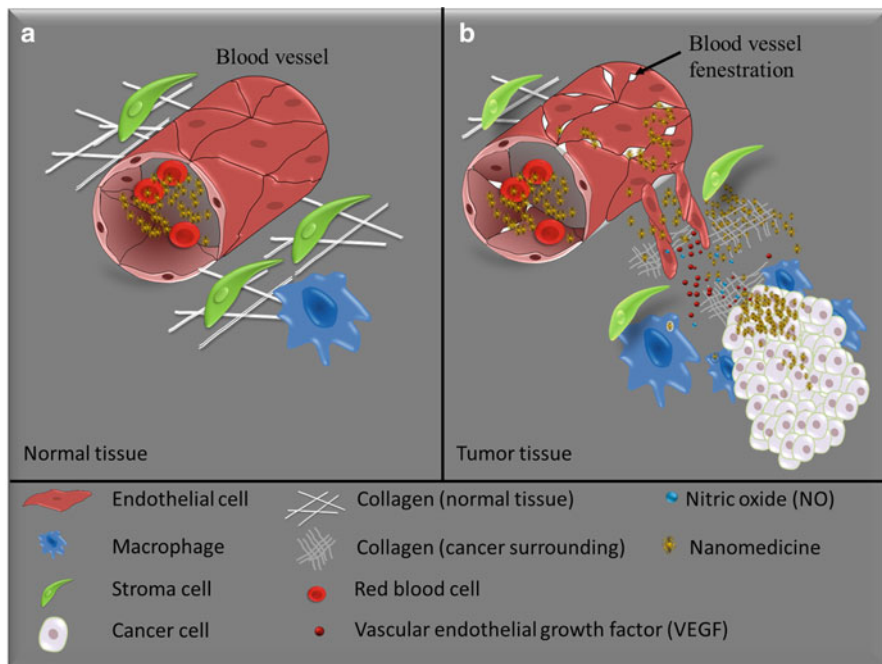 a
Blood vessel
Normal tissue
b
Blood vessel
fenestration
Tumor tissue
Endothelial cell
Collagen (normal tissue)
Nitric oxide (NO)
Macrophage
Collagen (cancer surrounding)
Nanomedicine
Stroma cell
Red blood cell
Cancer cell
Vascular endothelial growth factor (VEGF)